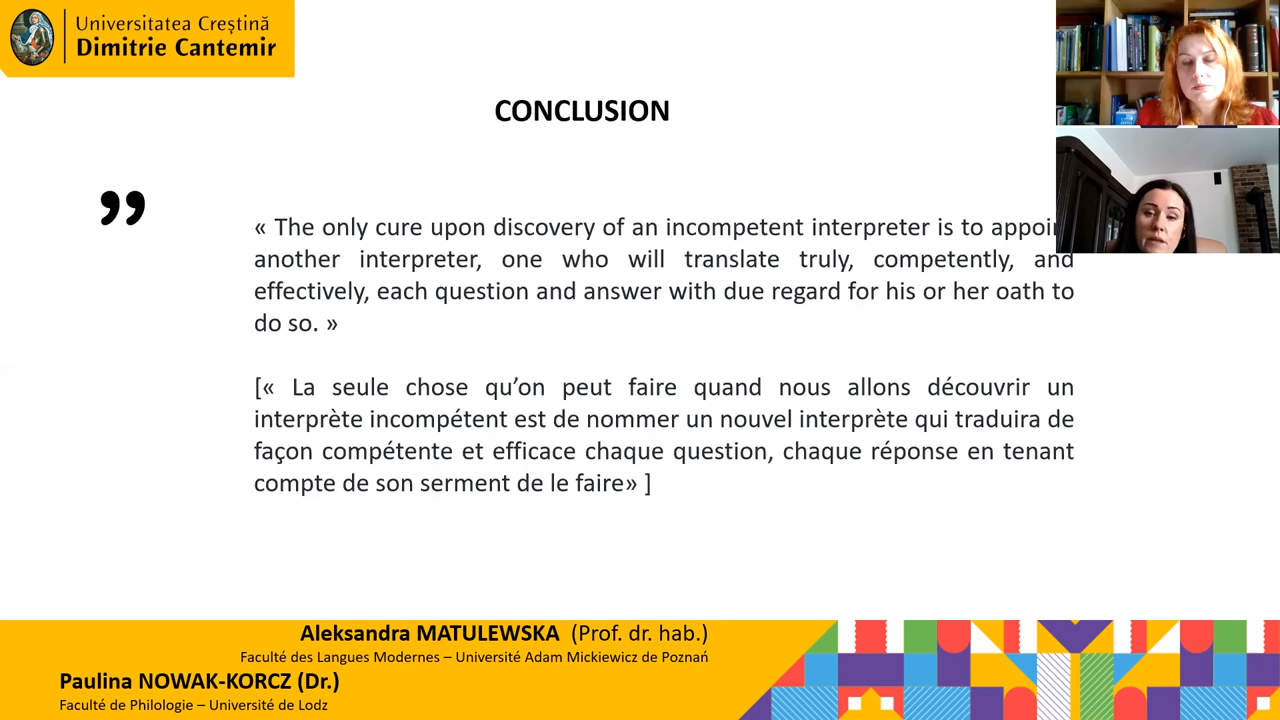 Universitatea Creștină
Dimitrie Cantemir
CONCLUSION
”
« The only cure upon discovery of an incompetent interpreter is to
another interpreter, one who will translate truly, competently, and
effectively, each question and answer with due regard for his or her oath to
do so. »
[« La seule chose qu’on peut faire quand nous allons découvrir un
interprète incompétent est de nommer un nouvel interprète qui traduira de
façon compétente et efficace chaque question, chaque réponse en tenant
compte de son serment de le faire» ]
Aleksandra MATULEWSKA (Prof. dr. hab.)
Faculté des Langues Modernes – Université Adam Mickiewicz de Poznań
Paulina NOWAK-KORCZ (Dr.)
Faculté de Philologie – Université de Lodz